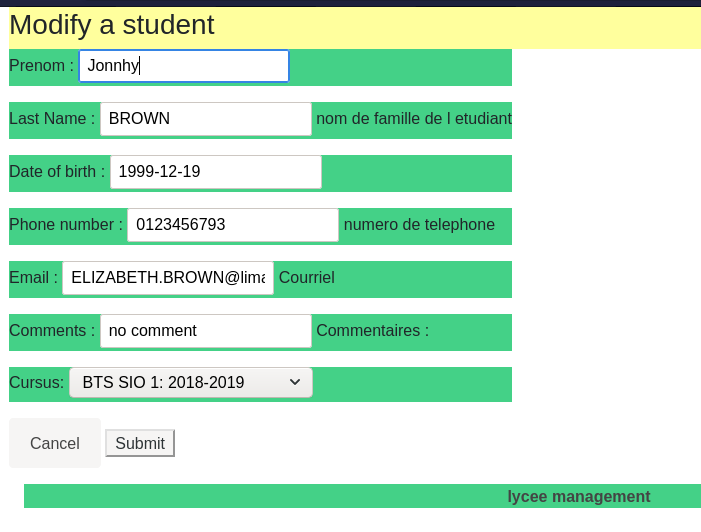 Modify a student
Prenom : Jonnhy
Last Name : BROWN nom de famille de l etudiant
Date of birth : 1999-12-19
Phone number : 0123456793 numero de telephone
Email : ELIZABETH.BROWN@lima Courriel
Comments : no comment Commentaires :
Cursus: BTS SIO 1: 2018-2019
Cancel Submit
lycee management